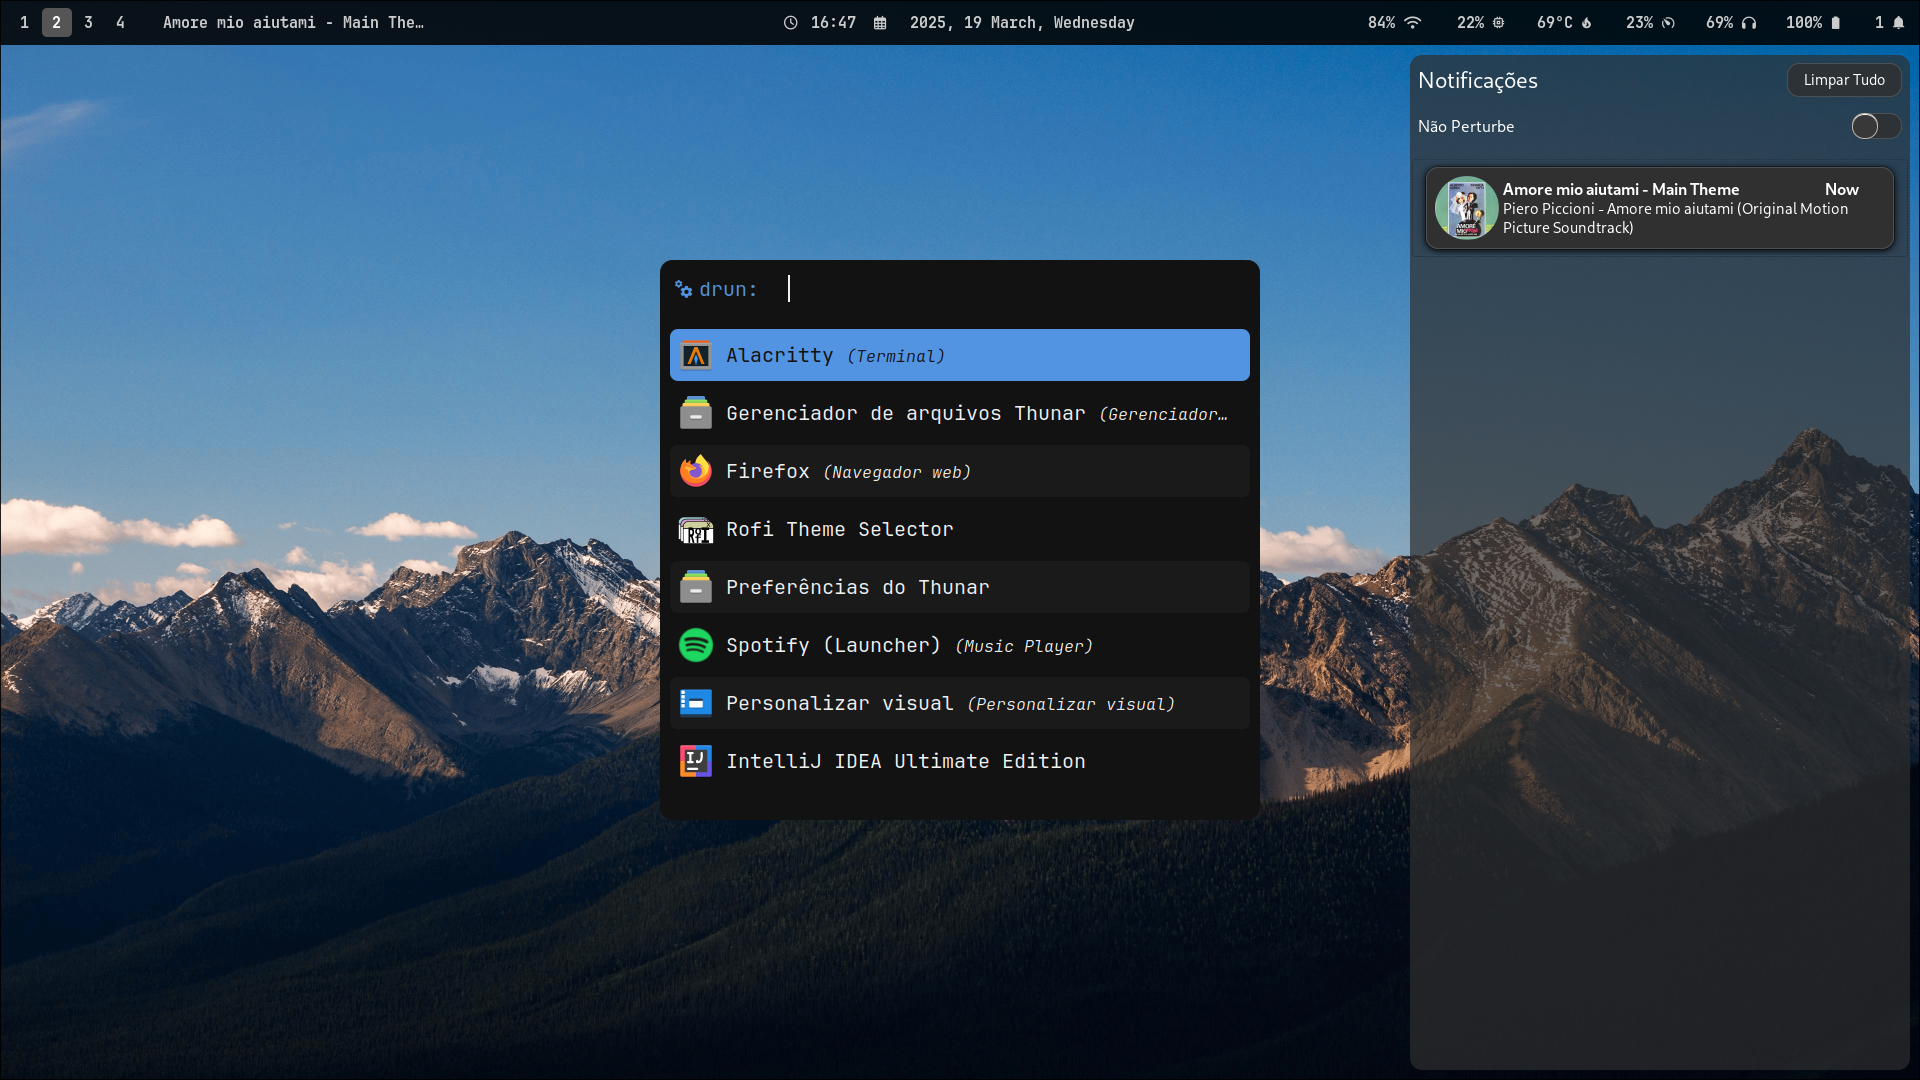 1 2 3 4 Amore mio aiutami - Main The… 16:47 2025, 19 March, Wednesday 84% 22% 69°C 23% 69% 100% 1
Notificações Limpar Tudo
Não Perturbe
Amore mio aiutami - Main Theme Now
Piero Piccioni - Amore mio aiutami (Original Motion
Picture Soundtrack)
drun:
Alacritty (Terminal)
Gerenciador de arquivos Thunar (Gerenciador…
Firefox (Navegador web)
Rofi Theme Selector
Preferências do Thunar
Spotify (Launcher) (Music Player)
Personalizar visual (Personalizar visual)
IntelliJ IDEA Ultimate Edition